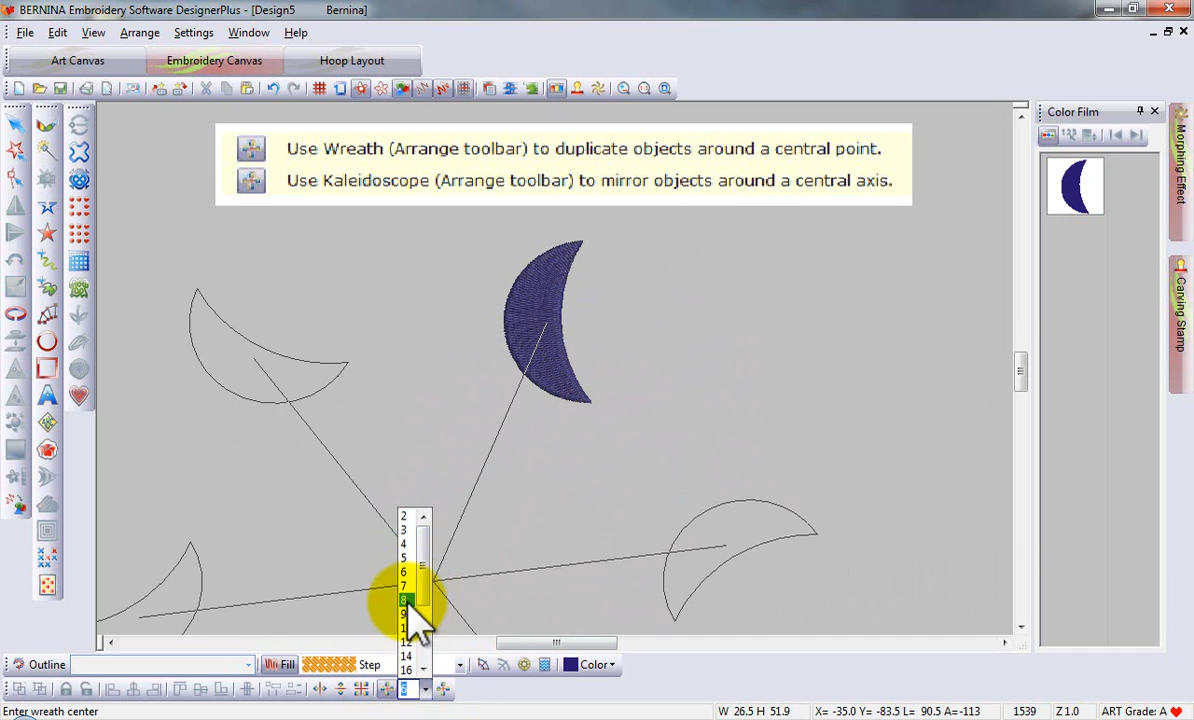 BERNINA Embroidery Software DesignerPlus - [Design5 Bernina]
File Edit View Arrange Settings Window Help
Art Canvas Embroidery Canvas Hoop Layout
Color Film
Use Wreath (Arrange toolbar) to duplicate objects around a central point.
Use Kaleidoscope (Arrange toolbar) to mirror objects around a central axis.
Morphing Effect
Carving Stamp
2
3
4
5
6
7
8
9
12
14
16
Outline Fill Step Color
6
Enter wreath center W 26.5 H 51.9 X= -35.0 Y= -83.5 L= 90.5 A=-113 1539 Z 1.0 ART Grade: A